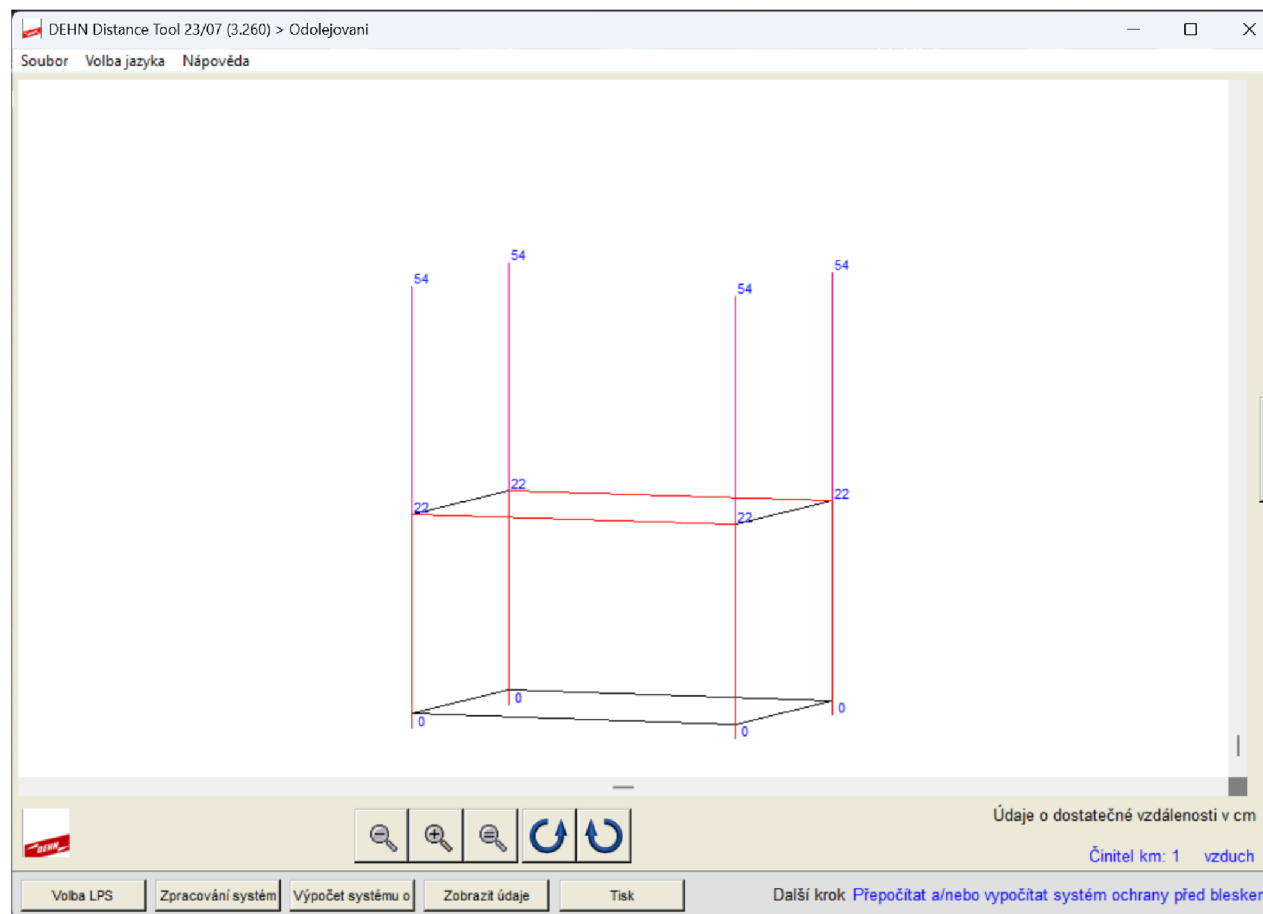 DEHN Distance Tool 23/07 (3.260) > Odolejovani
Soubor Volba jazyka Nápověda
54
54
54
54
22
22
22
22
0
0
0
0
Údaje o dostatečné vzdálenosti v cm
DEHN
Činitel km: 1 vzduch
Volba LPS Zpracování systém Výpočet systému o Zobrazit údaje Tisk Další krok Přepočítat a/nebo vypočítat systém ochrany před blesker